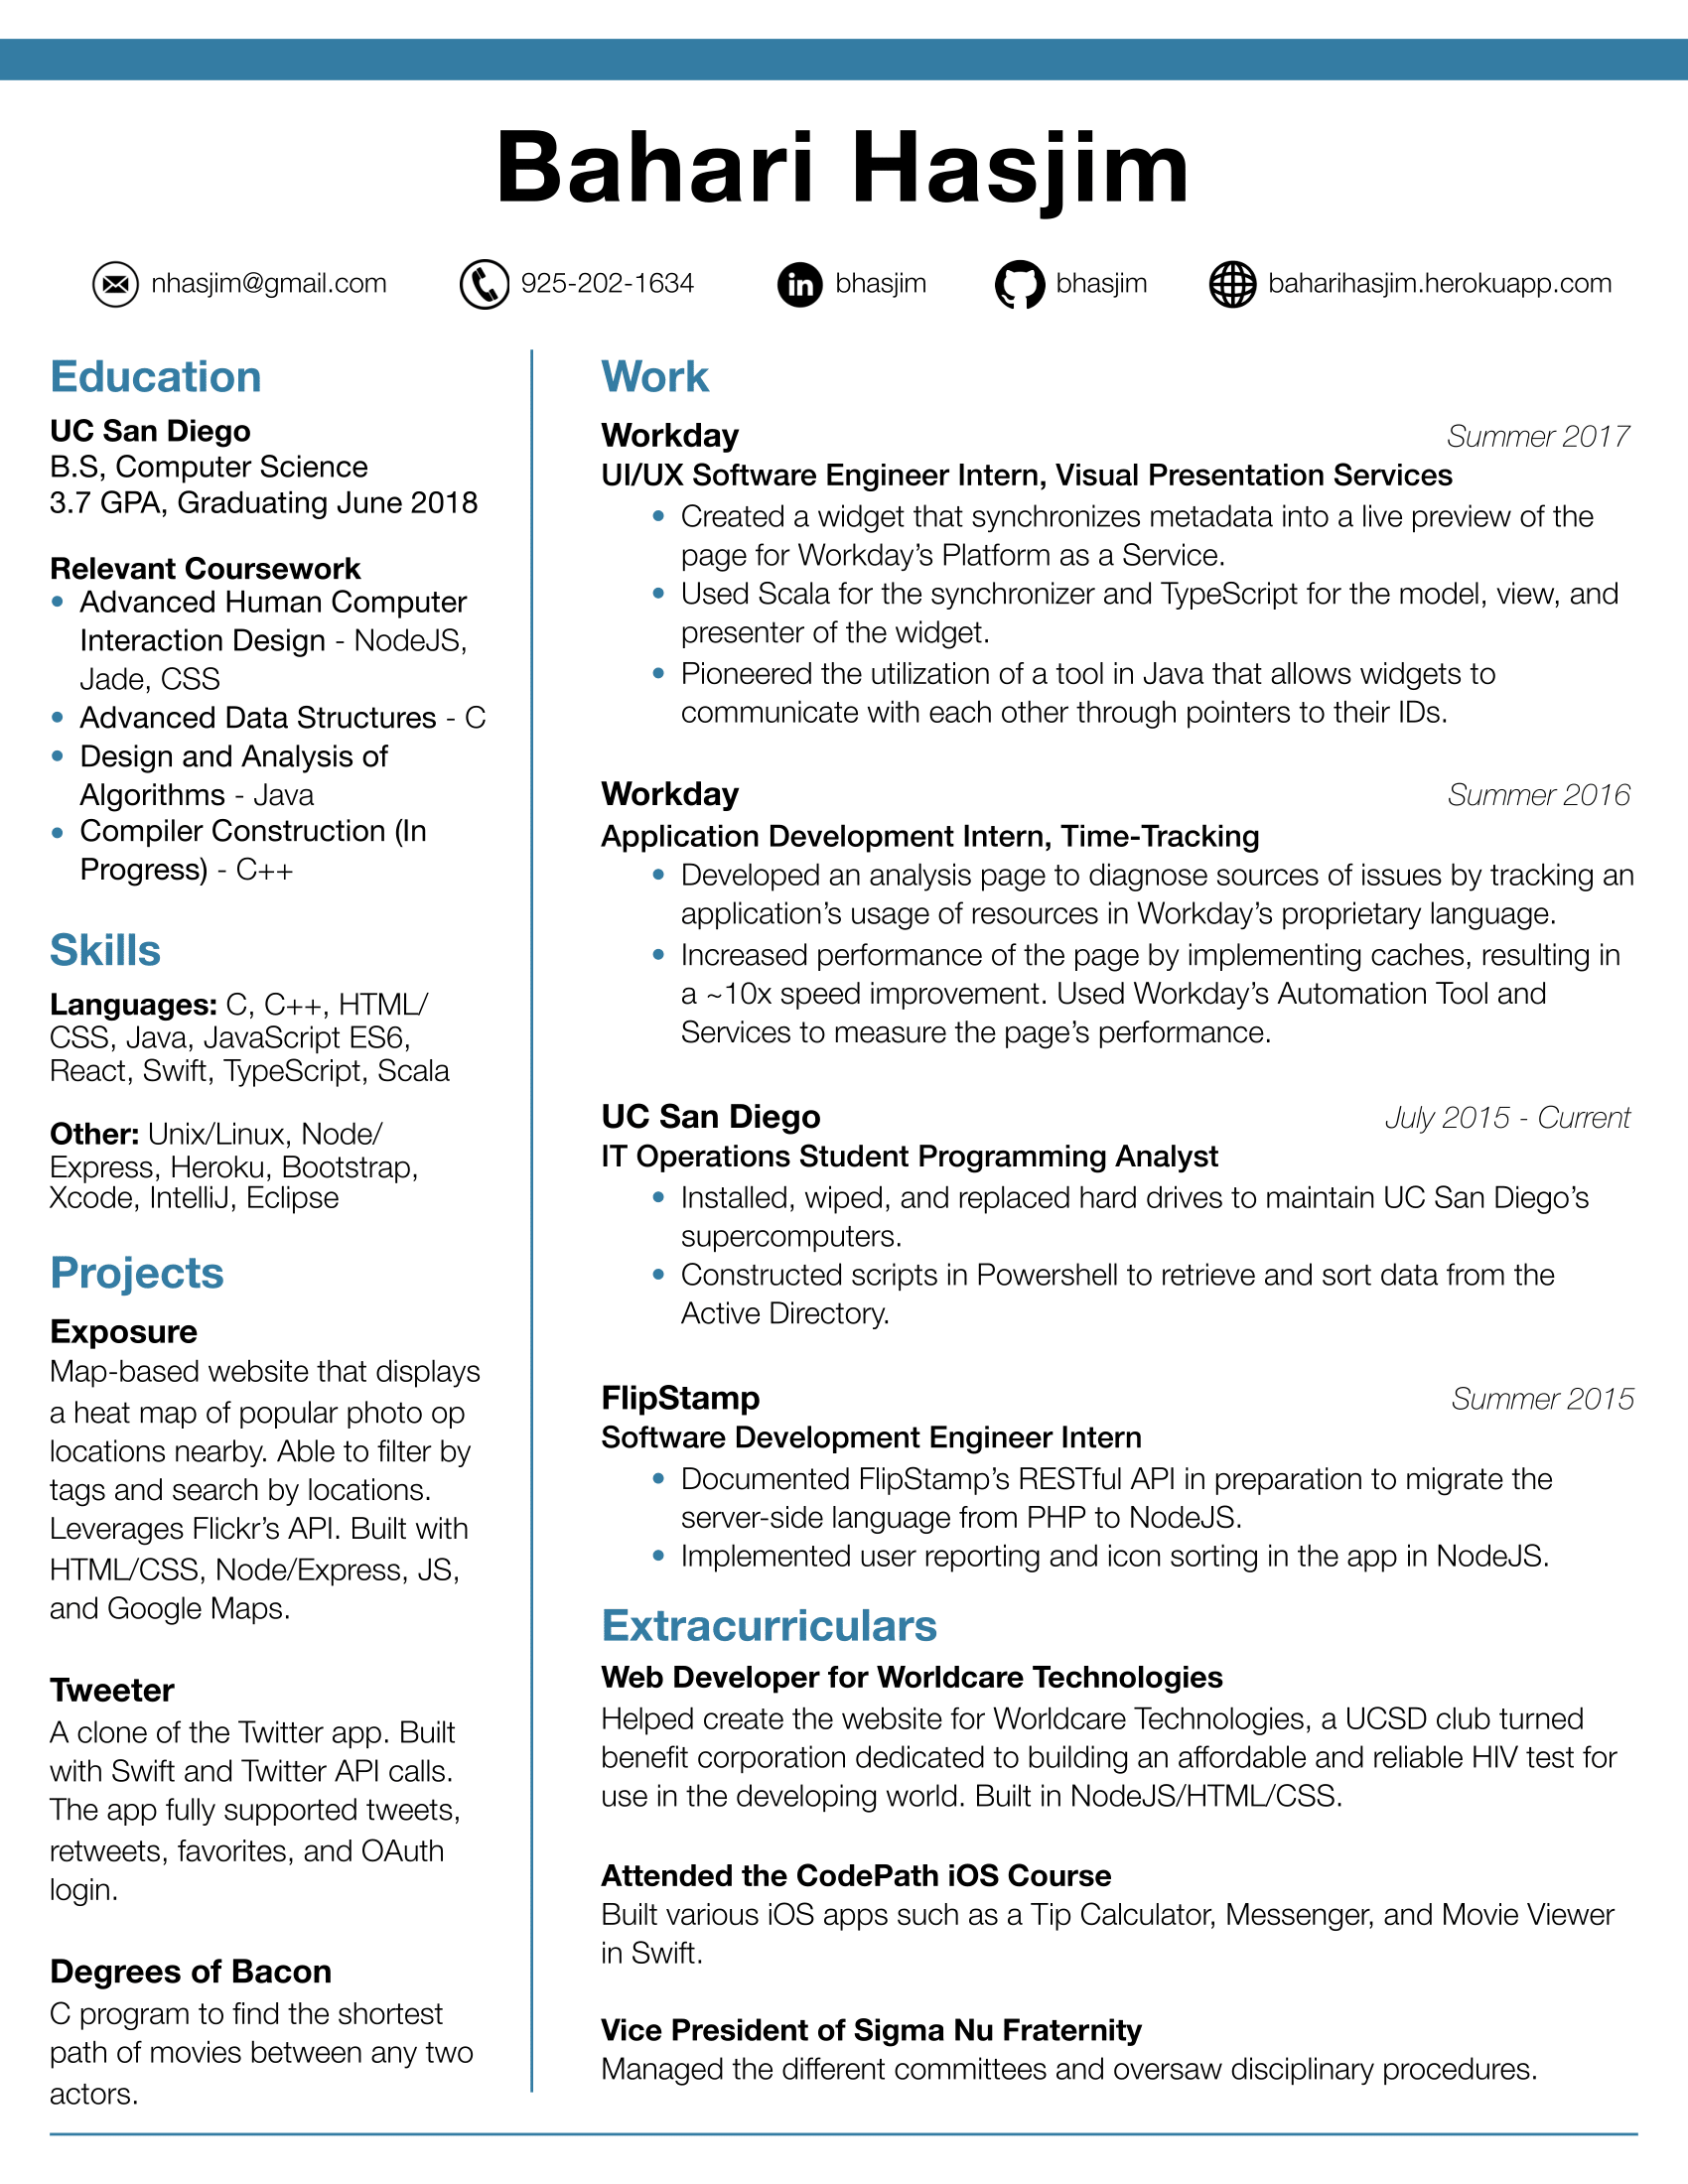 Bahari Hasjim
nhasjim@gmail.com
925-202-1634
bhasjim
bhasjim
baharihasjim.herokuapp.com
Education
UC San Diego
B.S, Computer Science
3.7 GPA, Graduating June 2018
Relevant Coursework
• Advanced Human Computer
Interaction Design - NodeJS,
Jade, CSS
• Advanced Data Structures - C
• Design and Analysis of
Algorithms - Java
• Compiler Construction (In
Progress) - C++
Skills
Languages: C, C++, HTML/
CSS, Java, JavaScript ES6,
React, Swift, TypeScript, Scala
Other: Unix/Linux, Node/
Express, Heroku, Bootstrap,
Xcode, IntelliJ, Eclipse
Projects
Exposure
Map-based website that displays
a heat map of popular photo op
locations nearby. Able to filter by
tags and search by locations.
Leverages Flickr’s API. Built with
HTML/CSS, Node/Express, JS,
and Google Maps.
Tweeter
A clone of the Twitter app. Built
with Swift and Twitter API calls.
The app fully supported tweets,
retweets, favorites, and OAuth
login.
Degrees of Bacon
C program to find the shortest
path of movies between any two
actors.
Work
Workday Summer 2017
UI/UX Software Engineer Intern, Visual Presentation Services
• Created a widget that synchronizes metadata into a live preview of the
page for Workday’s Platform as a Service.
• Used Scala for the synchronizer and TypeScript for the model, view, and
presenter of the widget.
• Pioneered the utilization of a tool in Java that allows widgets to
communicate with each other through pointers to their IDs.
Workday Summer 2016
Application Development Intern, Time-Tracking
• Developed an analysis page to diagnose sources of issues by tracking an
application’s usage of resources in Workday’s proprietary language.
• Increased performance of the page by implementing caches, resulting in
a ~10x speed improvement. Used Workday’s Automation Tool and
Services to measure the page’s performance.
UC San Diego July 2015 - Current
IT Operations Student Programming Analyst
• Installed, wiped, and replaced hard drives to maintain UC San Diego’s
supercomputers.
• Constructed scripts in Powershell to retrieve and sort data from the
Active Directory.
FlipStamp Summer 2015
Software Development Engineer Intern
• Documented FlipStamp’s RESTful API in preparation to migrate the
server-side language from PHP to NodeJS.
• Implemented user reporting and icon sorting in the app in NodeJS.
Extracurriculars
Web Developer for Worldcare Technologies
Helped create the website for Worldcare Technologies, a UCSD club turned
benefit corporation dedicated to building an affordable and reliable HIV test for
use in the developing world. Built in NodeJS/HTML/CSS.
Attended the CodePath iOS Course
Built various iOS apps such as a Tip Calculator, Messenger, and Movie Viewer
in Swift.
Vice President of Sigma Nu Fraternity
Managed the different committees and oversaw disciplinary procedures.